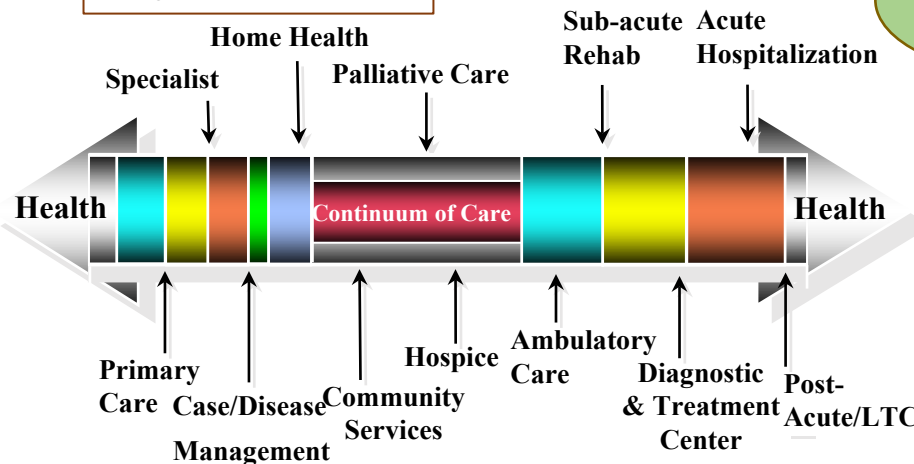 Sub-acute
Rehab
Acute
Hospitalization
Home Health
Specialist
Palliative Care
Health
Continuum of Care
Health
Primary
Care
Case/Disease
Management
Community
Services
Hospice
Ambulatory
Care
Diagnostic
& Treatment
Center
Post-
Acute/LTC